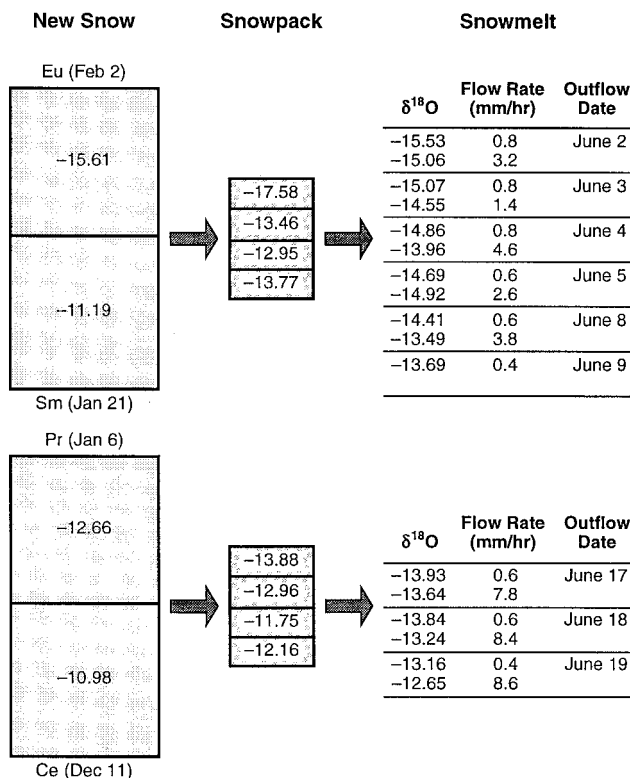 New Snow Snowpack Snowmelt
Eu (Feb 2)
δ18O Flow Rate (mm/hr) Outflow Date
−15.61
−11.19
Sm (Jan 21)
−17.58
−13.46
−12.95
−13.77
−15.53 0.8 June 2
−15.06 3.2
−15.07 0.8 June 3
−14.55 1.4
−14.86 0.8 June 4
−13.96 4.6
−14.69 0.6 June 5
−14.92 2.6
−14.41 0.6 June 8
−13.49 3.8
−13.69 0.4 June 9
Pr (Jan 6)
−12.66
−10.98
Ce (Dec 11)
−13.88
−12.96
−11.75
−12.16
δ18O Flow Rate (mm/hr) Outflow Date
−13.93 0.6 June 17
−13.64 7.8
−13.84 0.6 June 18
−13.24 8.4
−13.16 0.4 June 19
−12.65 8.6